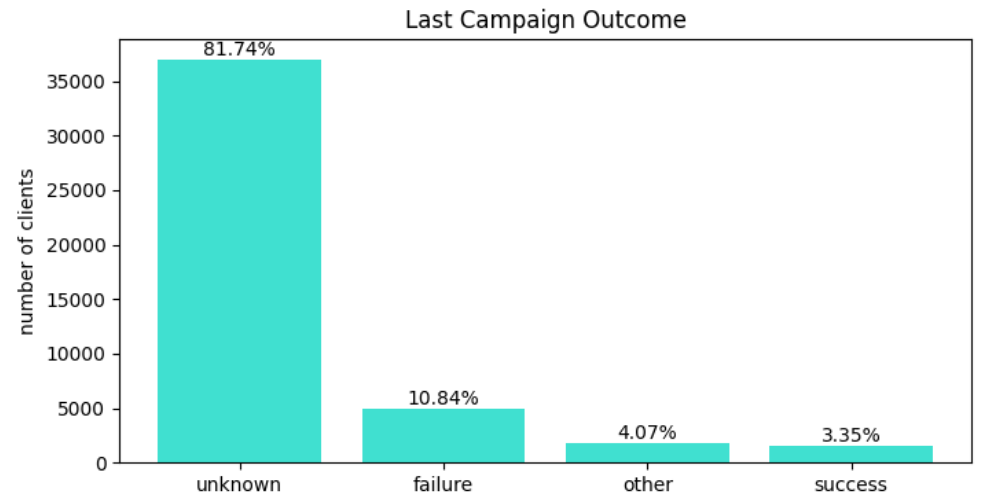 Last Campaign Outcome
81.74%
35000
30000
25000
20000
15000
10000
5000
0
number of clients
10.84%
4.07%
3.35%
unknown
failure
other
success